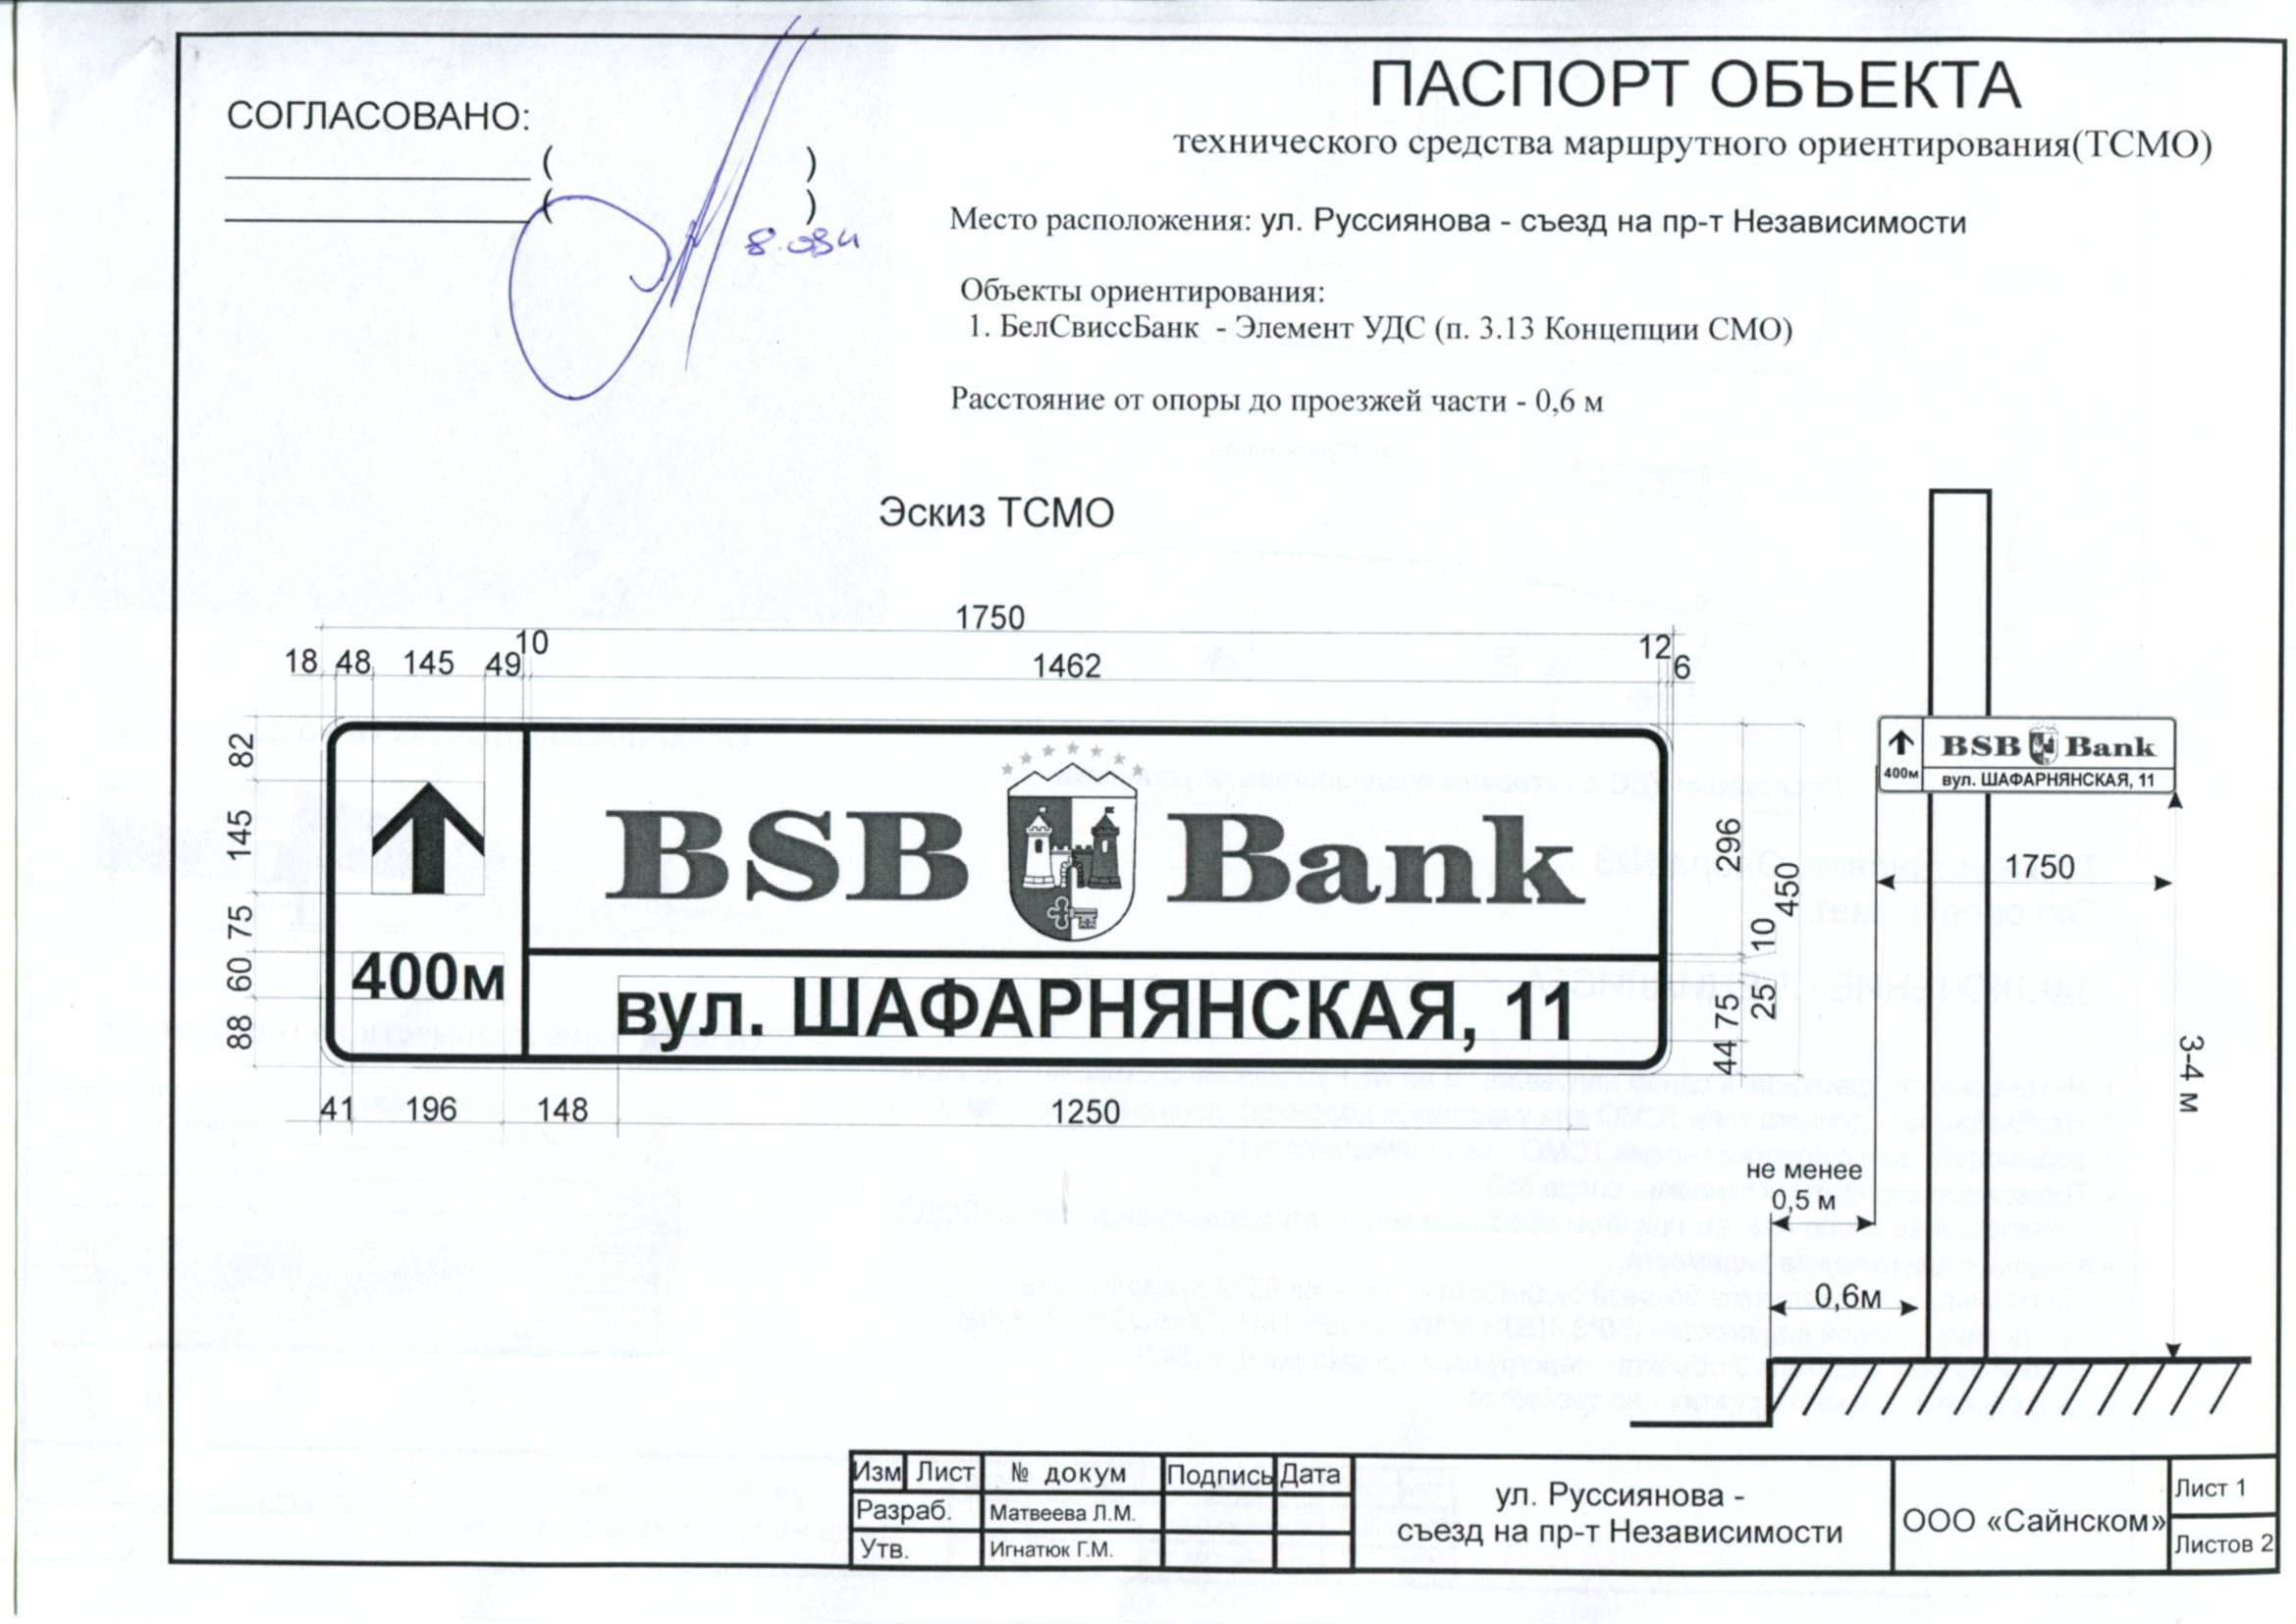 СОГЛАСОВАНО:
( )
( )
ПАСПОРТ ОБЪЕКТА
технического средства маршрутного ориентирования(ТСМО)
Место расположения: ул. Руссиянова - съезд на пр-т Независимости
Объекты ориентирования:
1. БелСвиссБанк - Элемент УДС (п. 3.13 Концепции СМО)
Расстояние от опоры до проезжей части - 0,6 м
Эскиз ТСМО
1750
18 48 145 49 10 1462 12 6
82
145
75
60
88
400м
BSB Bank
вул. ШАФАРНЯНСКАЯ, 11
296
450
10
25
75
44
41 196 148 1250
BSB Bank
400м
вул. ШАФАРНЯНСКАЯ, 11
1750
3-4 м
не менее
0,5 м
0,6м
Изм Лист № докум Подпись Дата
Разраб. Матвеева Л.М.
Утв. Игнатюк Г.М.
ул. Руссиянова -
съезд на пр-т Независимости
ООО «Сайнском»
Лист 1
Листов 2